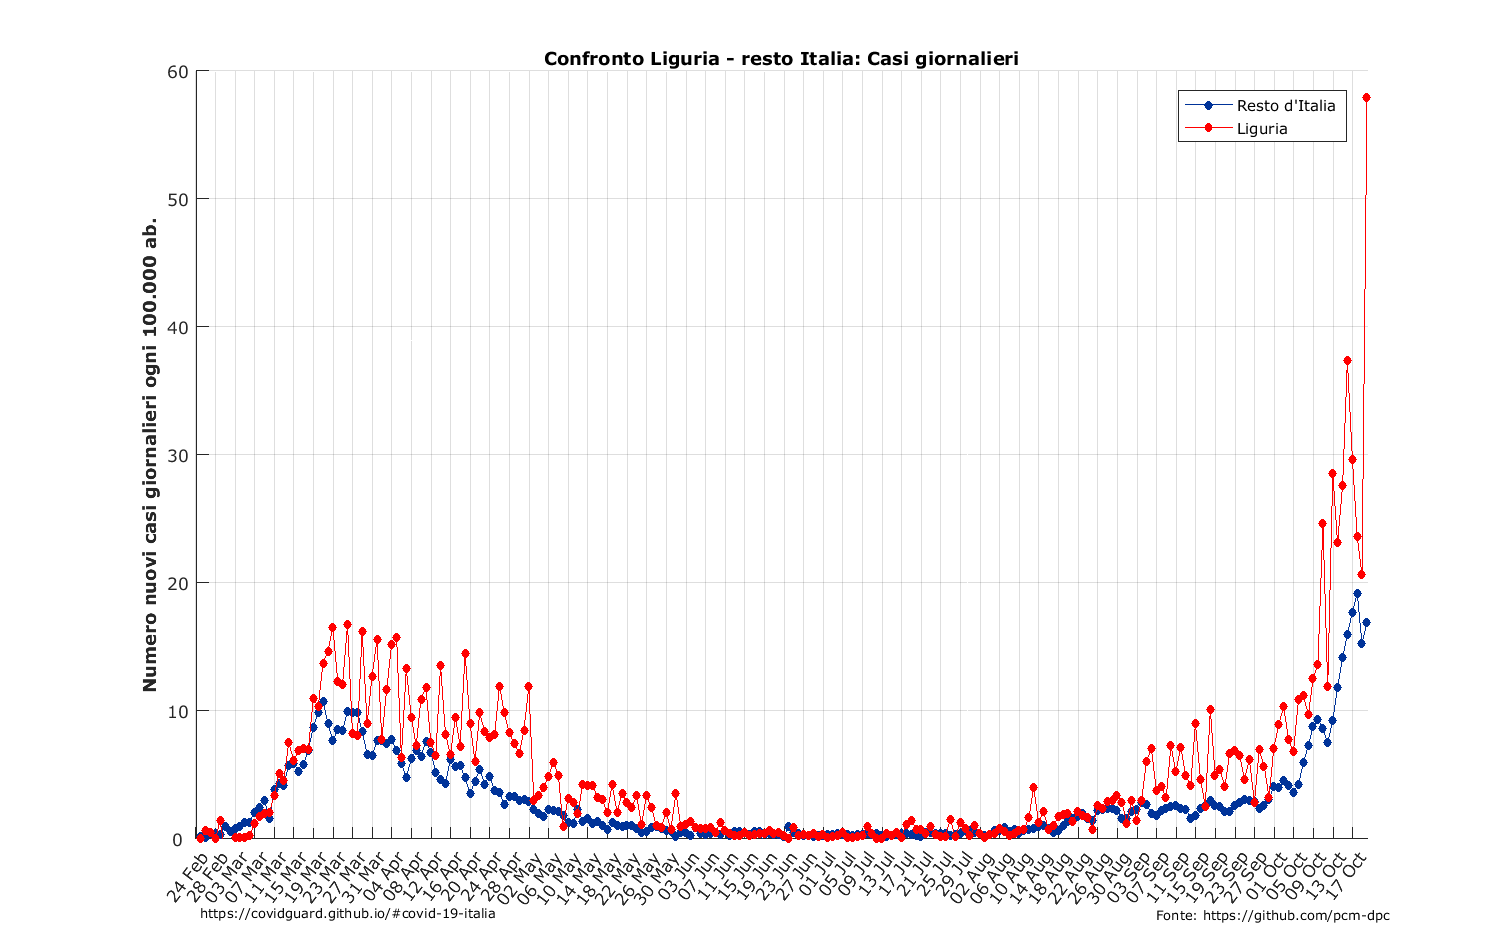 Confronto Liguria - resto Italia: Casi giornalieri
Numero nuovi casi giornalieri ogni 100.000 ab.
60
50
40
30
20
10
0
Resto d'Italia
Liguria
24 Feb
28 Feb
03 Mar
07 Mar
11 Mar
15 Mar
19 Mar
23 Mar
27 Mar
31 Mar
04 Apr
08 Apr
12 Apr
16 Apr
20 Apr
24 Apr
28 Apr
02 May
06 May
10 May
14 May
18 May
22 May
26 May
30 May
03 Jun
07 Jun
11 Jun
15 Jun
19 Jun
23 Jun
27 Jun
01 Jul
05 Jul
09 Jul
13 Jul
17 Jul
21 Jul
25 Jul
29 Jul
02 Aug
06 Aug
10 Aug
14 Aug
18 Aug
22 Aug
26 Aug
30 Aug
03 Sep
07 Sep
11 Sep
15 Sep
19 Sep
23 Sep
27 Sep
01 Oct
05 Oct
09 Oct
13 Oct
17 Oct
https://covidguard.github.io/#covid-19-italia
Fonte: https://github.com/pcm-dpc